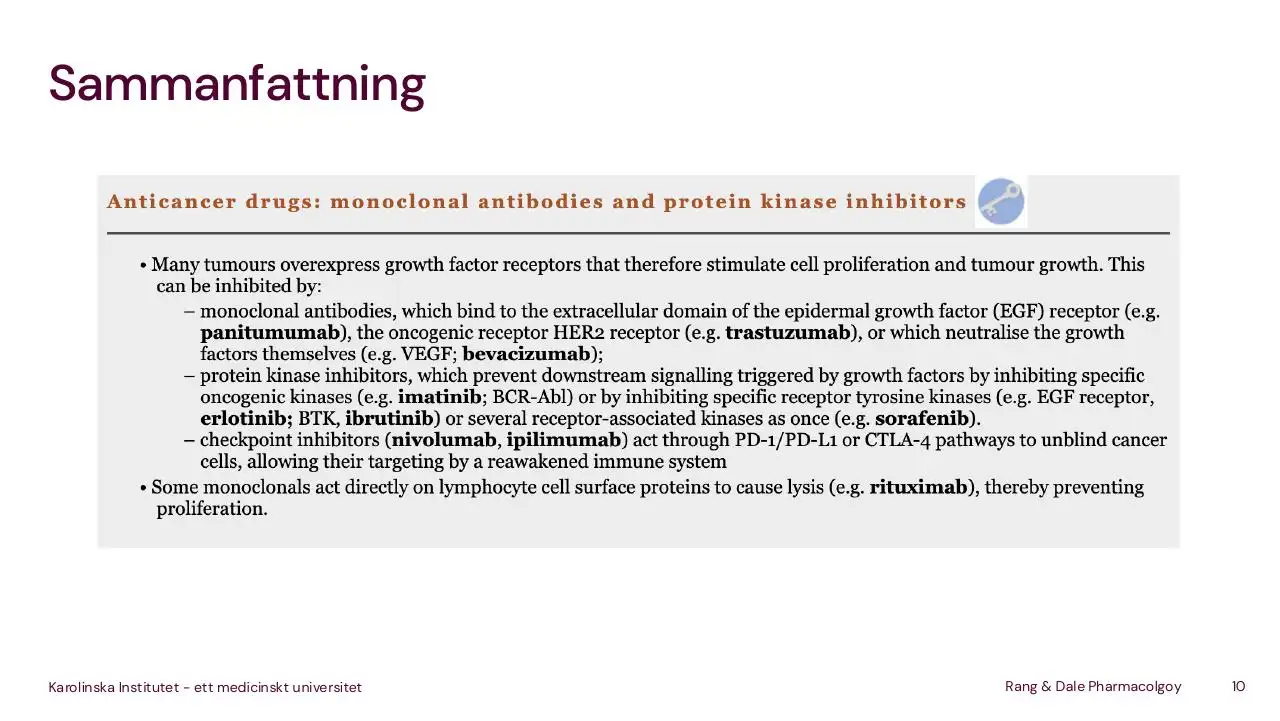 Sammanfattning
Anticancer drugs: monoclonal antibodies and protein kinase inhibitors
• Many tumours overexpress growth factor receptors that therefore stimulate cell proliferation and tumour growth. This
can be inhibited by:
– monoclonal antibodies, which bind to the extracellular domain of the epidermal growth factor (EGF) receptor (e.g.
panitumumab), the oncogenic receptor HER2 receptor (e.g. trastuzumab), or which neutralise the growth
factors themselves (e.g. VEGF; bevacizumab);
– protein kinase inhibitors, which prevent downstream signalling triggered by growth factors by inhibiting specific
oncogenic kinases (e.g. imatinib; BCR-Abl) or by inhibiting specific receptor tyrosine kinases (e.g. EGF receptor,
erlotinib; BTK, ibrutinib) or several receptor-associated kinases as once (e.g. sorafenib).
– checkpoint inhibitors (nivolumab, ipilimumab) act through PD-1/PD-L1 or CTLA-4 pathways to unblind cancer
cells, allowing their targeting by a reawakened immune system
• Some monoclonals act directly on lymphocyte cell surface proteins to cause lysis (e.g. rituximab), thereby preventing
proliferation.
Karolinska Institutet - ett medicinskt universitet
Rang & Dale Pharmacolgoy
10